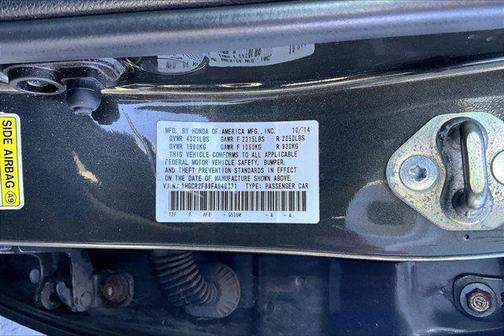 SIDE AIRBAG
MFD. BY HONDA OF AMERICA MFG., INC. 10/14
GVWR 4321LBS GAWR F 2315LBS R 2050LBS
GVWR 1960KG GAWR F 1050KG R 930KG
THIS VEHICLE CONFORMS TO ALL APPLICABLE
FEDERAL MOTOR VEHICLE SAFETY, BUMPER,
AND THEFT PREVENTION STANDARDS IN EFFECT ON
THE DATE OF MANUFACTURE SHOWN ABOVE.
V.I.N.: TYPE: PASSENGER CAR